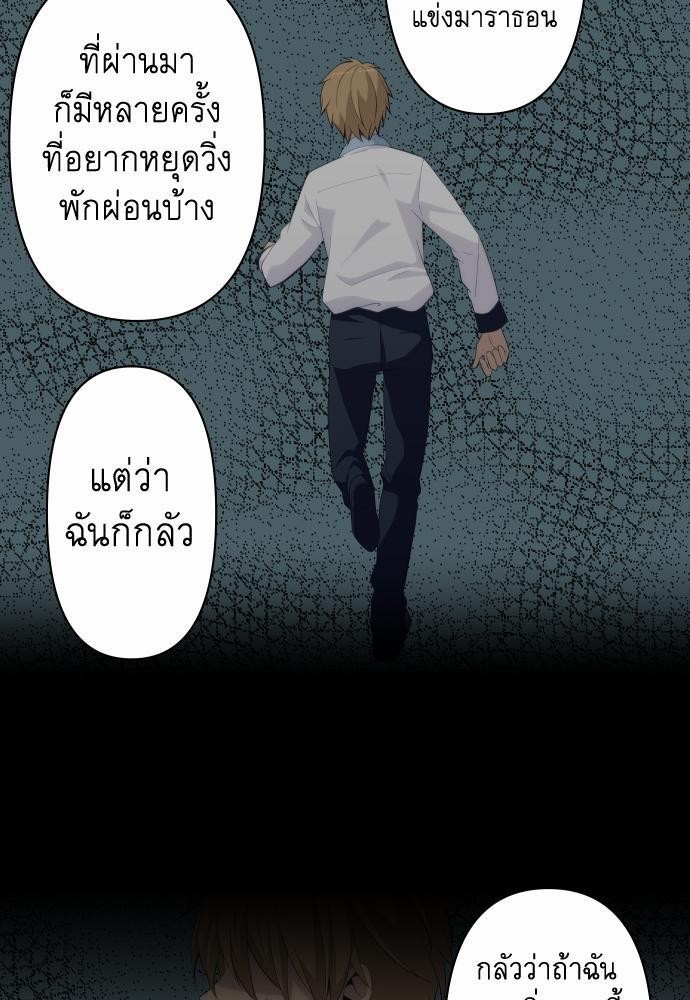 แข่งมาราธอน
ที่ผ่านมา
ก็มีหลายครั้ง
ที่อยากหยุดวิ่ง
พักผ่อนบ้าง
แต่ว่า
ฉันก็กลัว
กลัวว่าถ้าฉัน